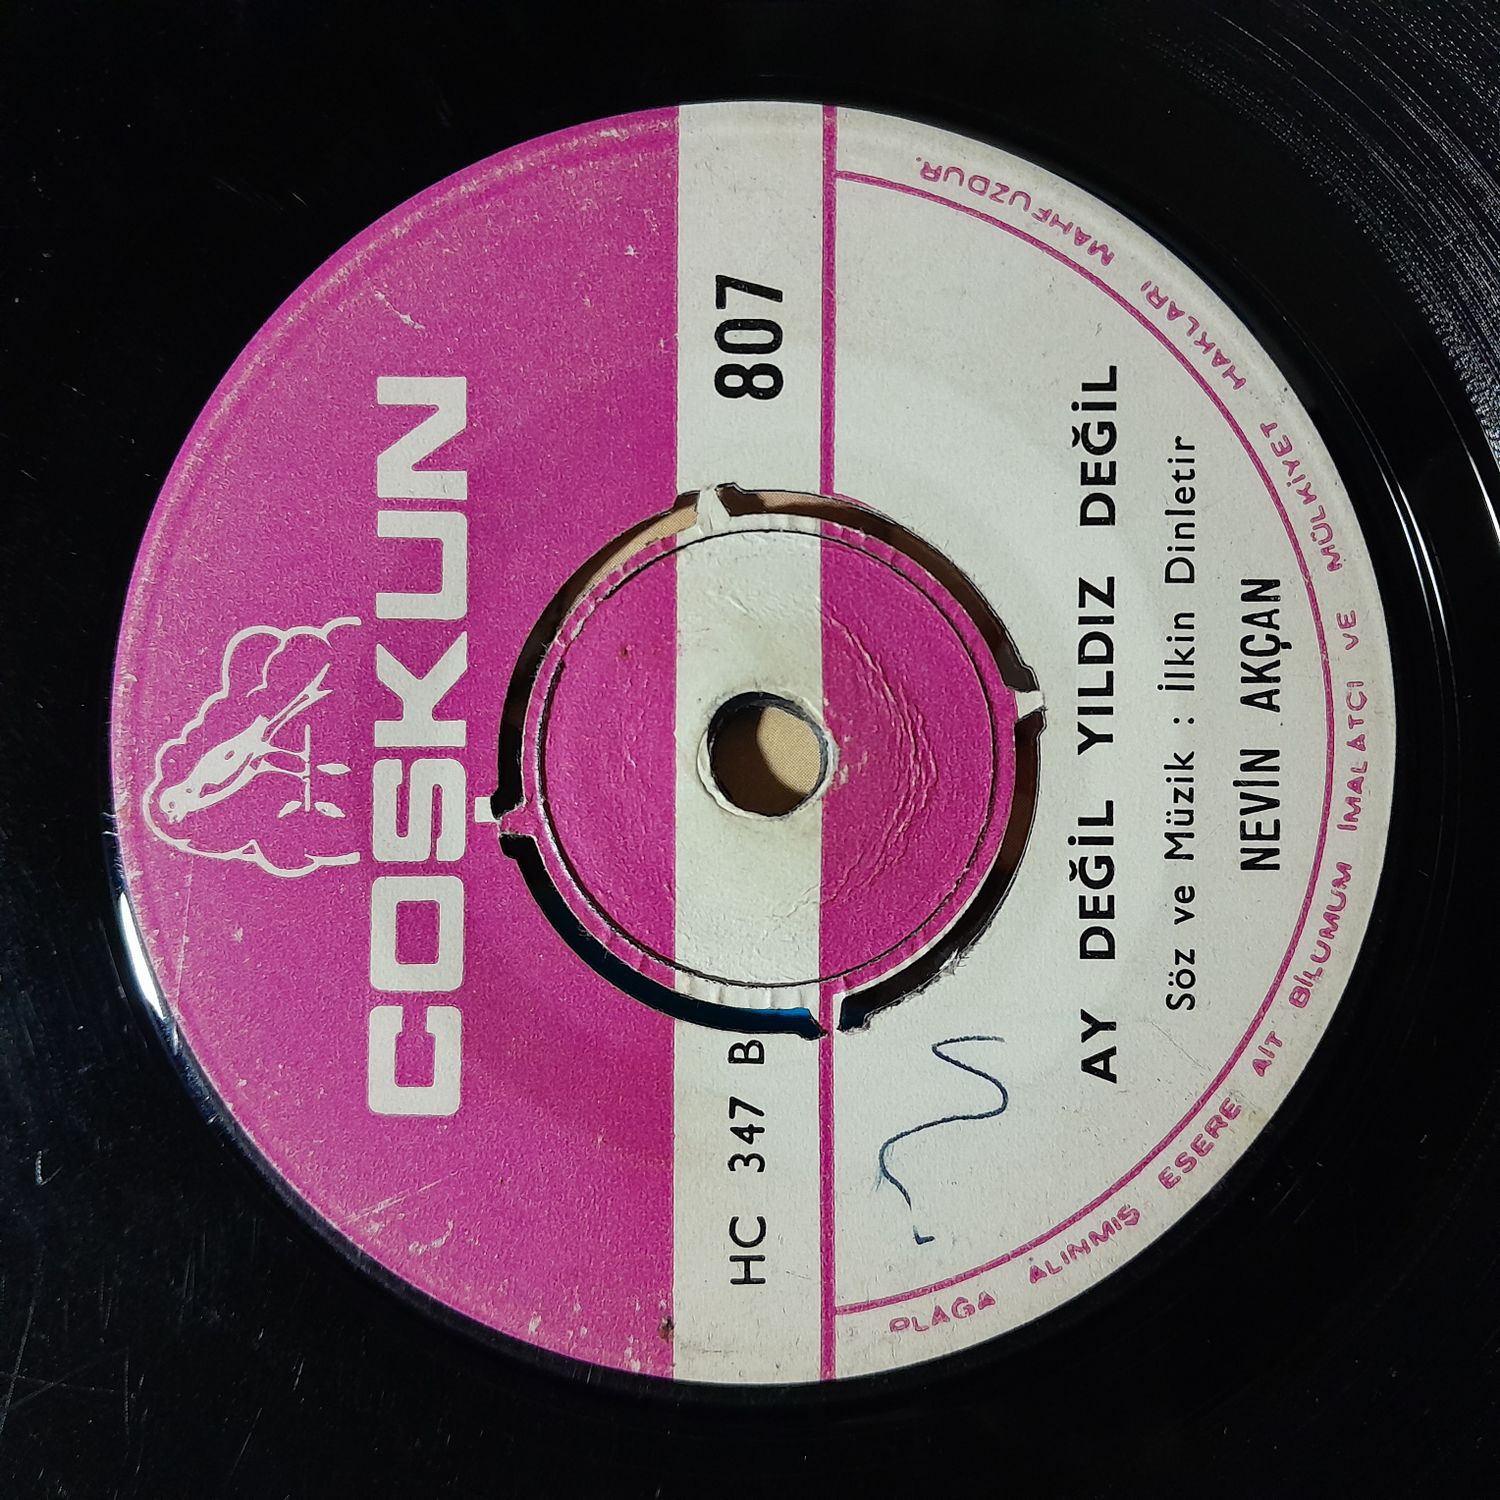 COŞKUN
HC 347 B
807
AY DEĞİL YILDIZ DEĞİL
Söz ve Müzik : İlkin Dinletir
NEVİN AKÇAN
PLAĞA ALINMIŞ ESERE AİT BİLUMUM İMALATCI VE MÜLKİYET HAKLARI MAHFUZDUR.